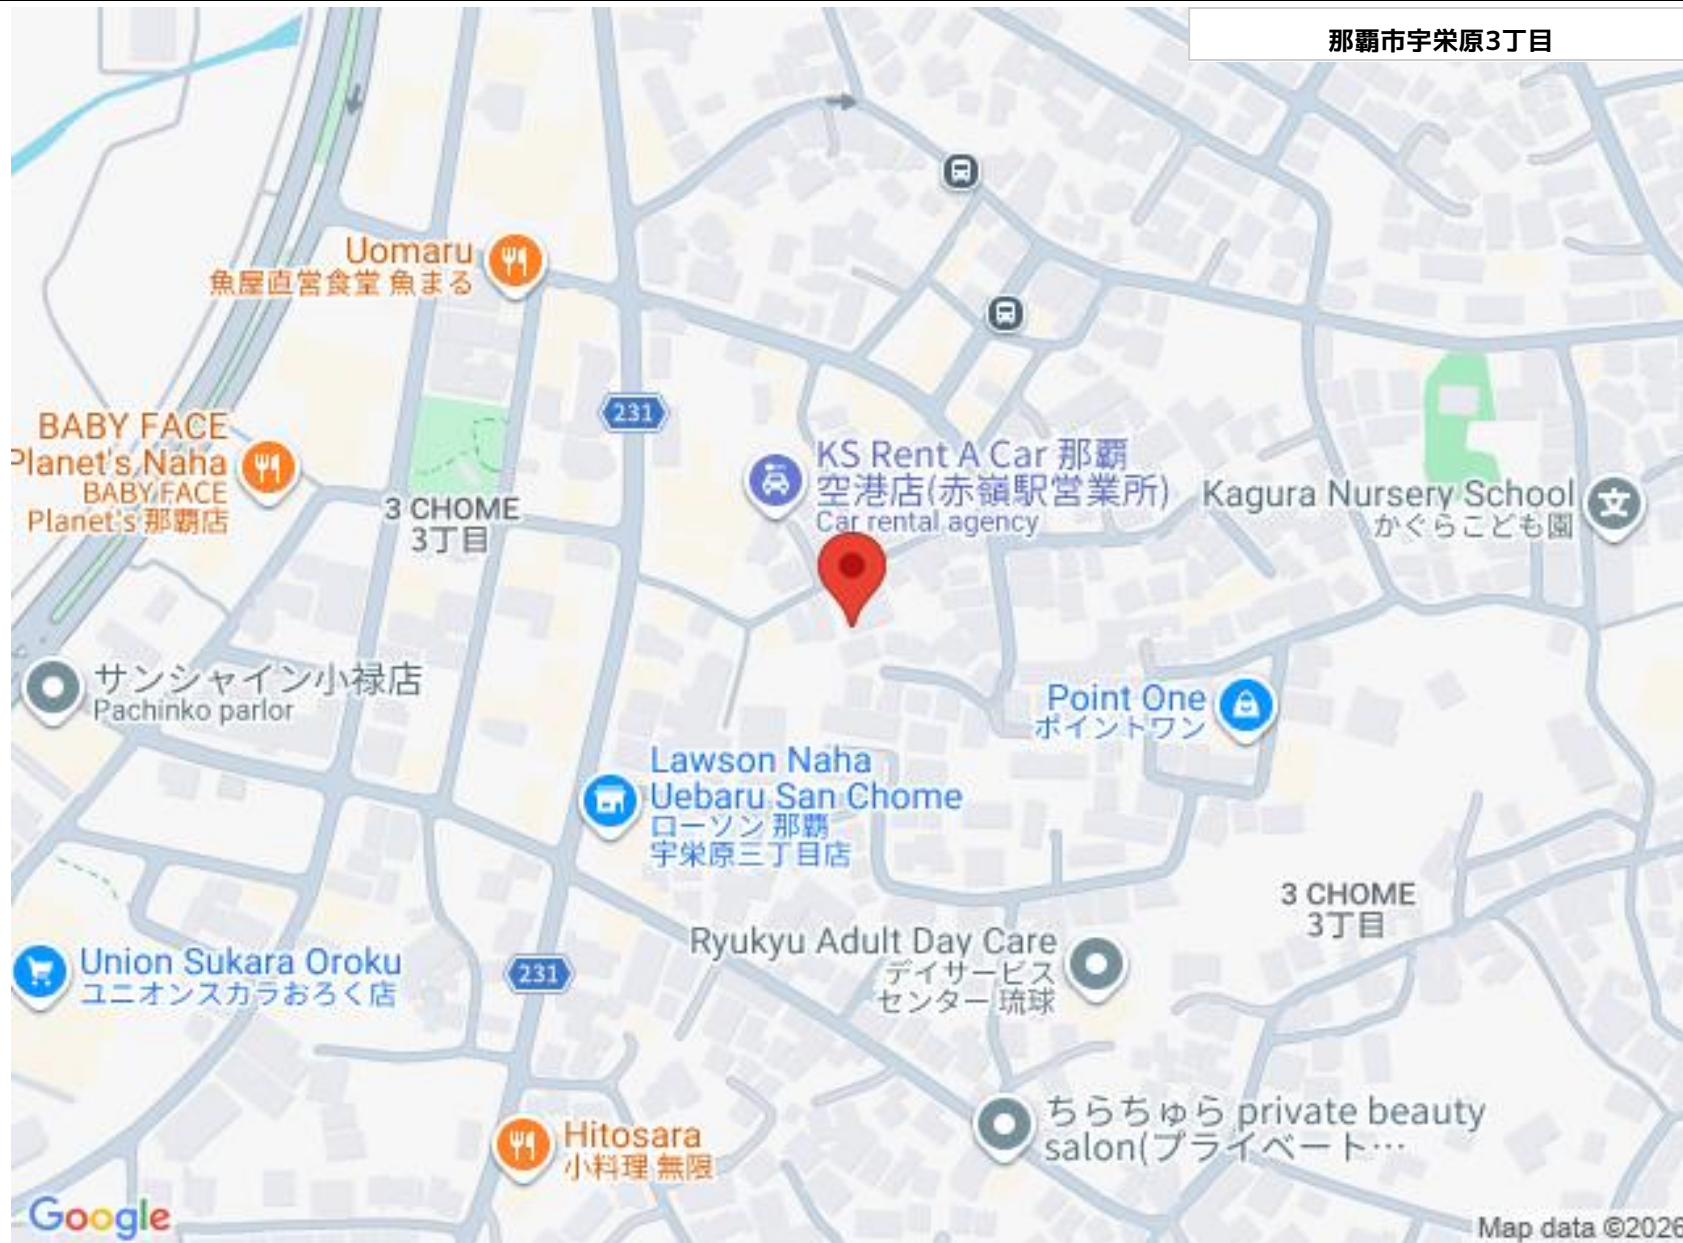 那覇市宇栄原3丁目
Uomaru
魚屋直営食堂 魚まる
231
BABY FACE
Planet's Naha
BABY FACE
Planet's 那覇店
3 CHOME
3丁目
KS Rent A Car 那覇
空港店(赤嶺駅営業所)
Car rental agency
Kagura Nursery School
かぐらこども園
サンシャイン小禄店
Pachinko parlor
Point One
ポイントワン
Lawson Naha
Uebaru San Chome
ローソン 那覇
宇栄原三丁目店
3 CHOME
3丁目
Ryukyu Adult Day Care
デイサービス
センター 琉球
Union Sukara Oroku
ユニオンスカラおろく店
231
ちらちゅら private beauty
salon(プライベート…
Hitosara
小料理 無限
Google
Map data ©2026